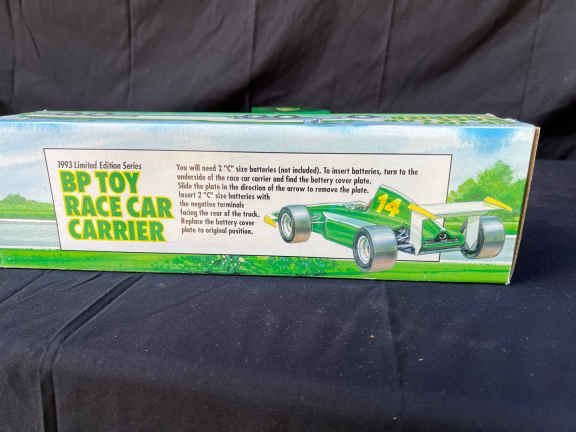 1993 Limited Edition Series
BP TOY
RACE CAR
CARRIER
You will need 2 "C" size batteries (not included). To insert batteries, turn to the
underside of the race car carrier and find the battery cover plate.
Slide the plate in the direction of the arrow to remove the plate.
Insert 2 "C" size batteries with
the negative terminals
facing the rear of the truck.
Replace the battery cover
plate to original position.
14